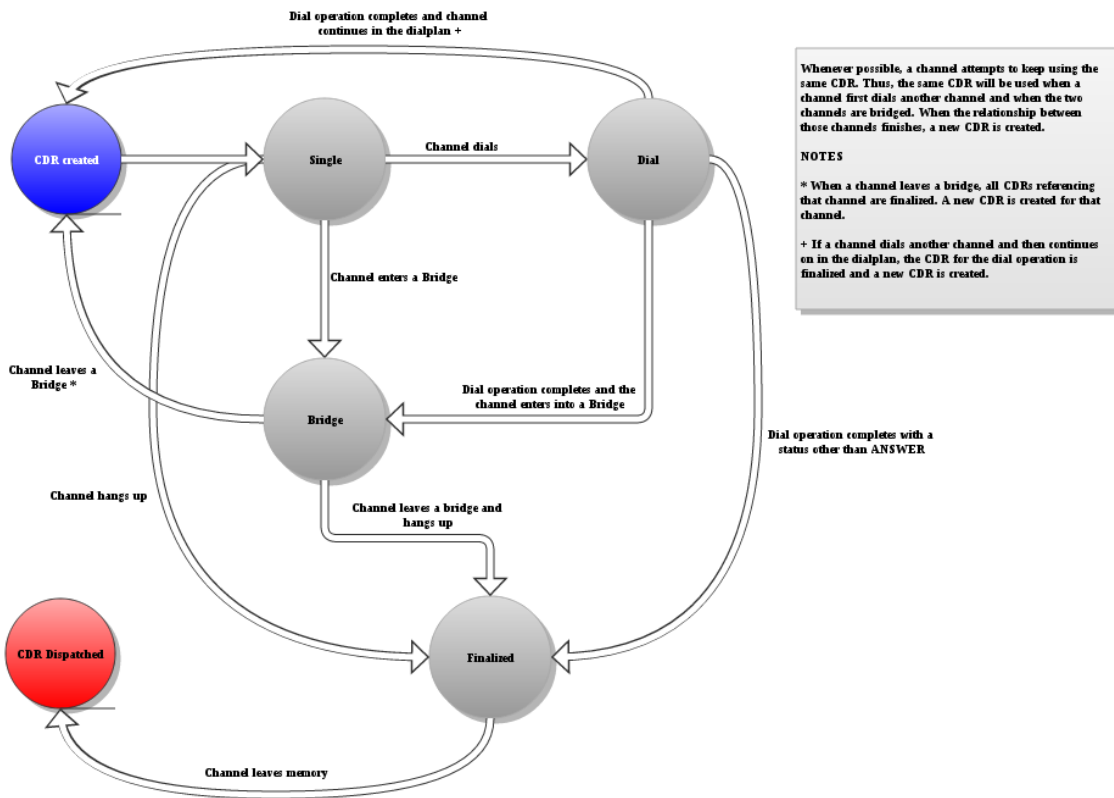 Dial operation completes and channel
continues in the dialplan +
Whenever possible, a channel attempts to keep using the
same CDR. Thus, the same CDR will be used when a
channel first dials another channel and when the two
channels are bridged. When the relationship between
those channels finishes, a new CDR is created.
NOTES
* When a channel leaves a bridge, all CDRs referencing
that channel are finalized. A new CDR is created for that
channel.
+ If a channel dials another channel and then continues
on in the dialplan, the CDR for the dial operation is
finalized and a new CDR is created.
CDR created
Single
Channel dials
Dial
Channel enters a Bridge
Channel leaves a
Bridge *
Dial operation completes and the
channel enters into a Bridge
Bridge
Dial operation completes with a
status other than ANSWER
Channel hangs up
Channel leaves a bridge and
hangs up
CDR Dispatched
Finalized
Channel leaves memory